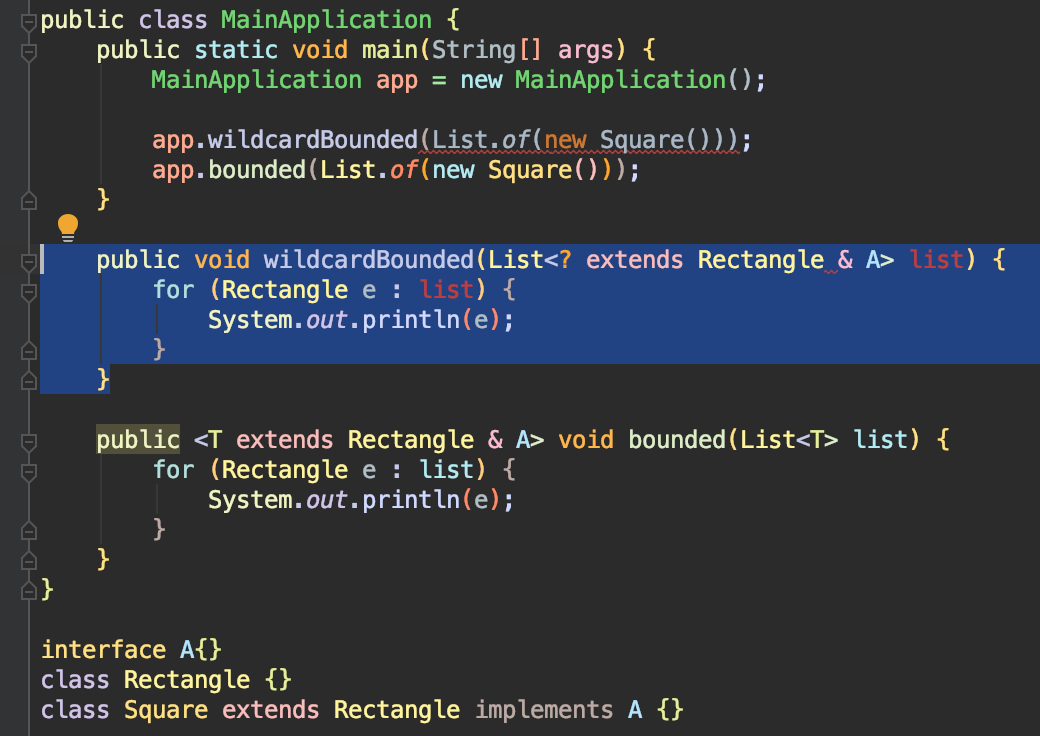 public class MainApplication {
    public static void main(String[] args) {
        MainApplication app = new MainApplication();
        app.wildcardBounded(List.of(new Square()));
        app.bounded(List.of(new Square()));
    }
    public void wildcardBounded(List<? extends Rectangle & A> list) {
        for (Rectangle e : list) {
            System.out.println(e);
        }
    }
    public <T extends Rectangle & A> void bounded(List<T> list) {
        for (Rectangle e : list) {
            System.out.println(e);
        }
    }
}
interface A{}
class Rectangle {}
class Square extends Rectangle implements A {}